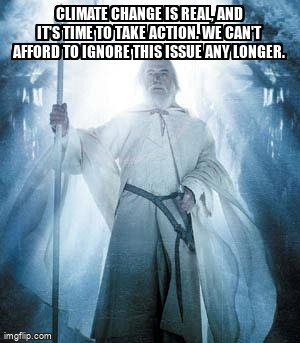 CLIMATE CHANGE IS REAL, AND
IT'S TIME TO TAKE ACTION. WE CAN'T
AFFORD TO IGNORE THIS ISSUE ANY LONGER.
imgflip.com